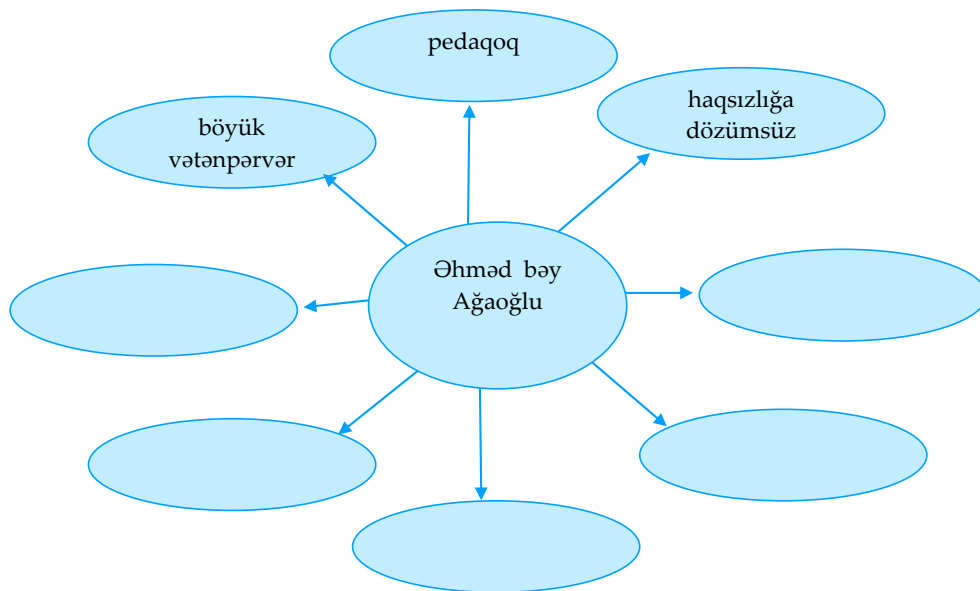 pedaqoq
haqsızlığa
dözümsüz
böyük
vətənpərvər
Əhməd bəy
Ağaoğlu